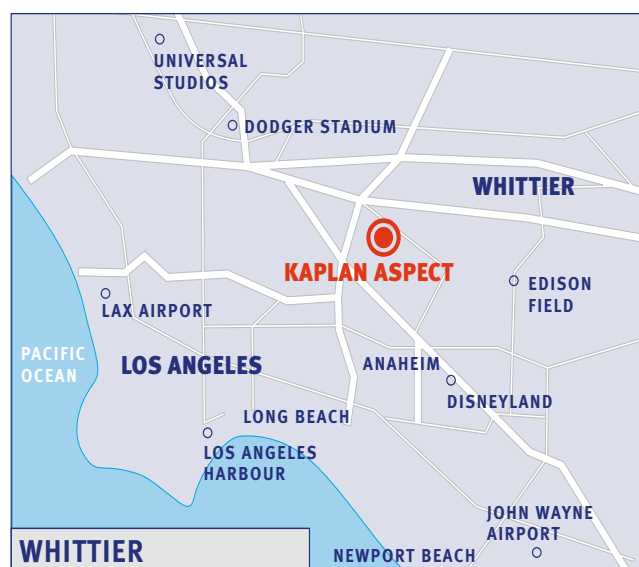 UNIVERSAL
STUDIOS
DODGER STADIUM
WHITTIER
KAPLAN ASPECT
EDISON
FIELD
LAX AIRPORT
PACIFIC
OCEAN
LOS ANGELES
ANAHEIM
DISNEYLAND
LONG BEACH
LOS ANGELES
HARBOUR
JOHN WAYNE
AIRPORT
WHITTIER
NEWPORT BEACH